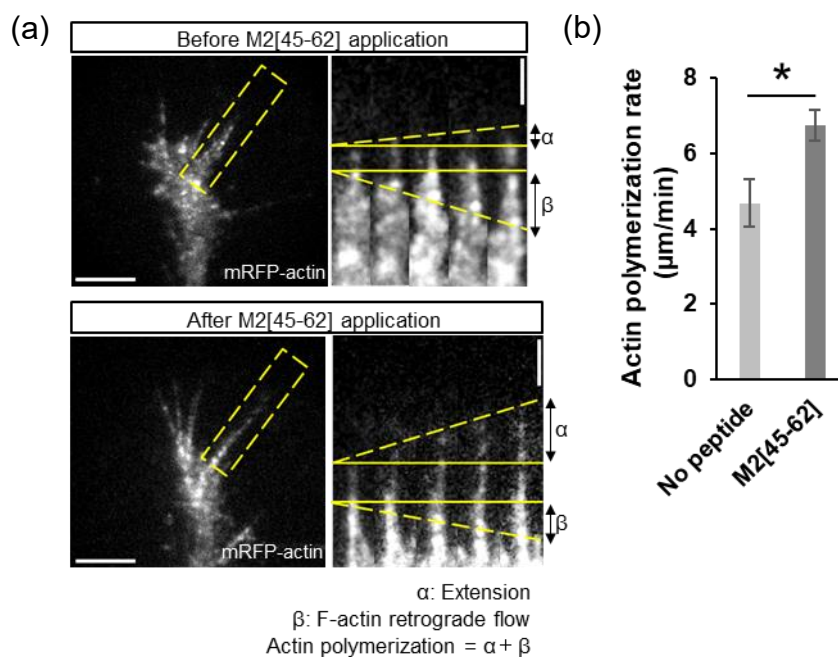 (a)
Before M2[45-62] application
mRFP-actin
α
β
After M2[45-62] application
mRFP-actin
α
β
α: Extension
β: F-actin retrograde flow
Actin polymerization = α + β
(b)
Actin polymerization rate
(µm/min)
8
6
4
2
0
*
No peptide
M2[45-62]